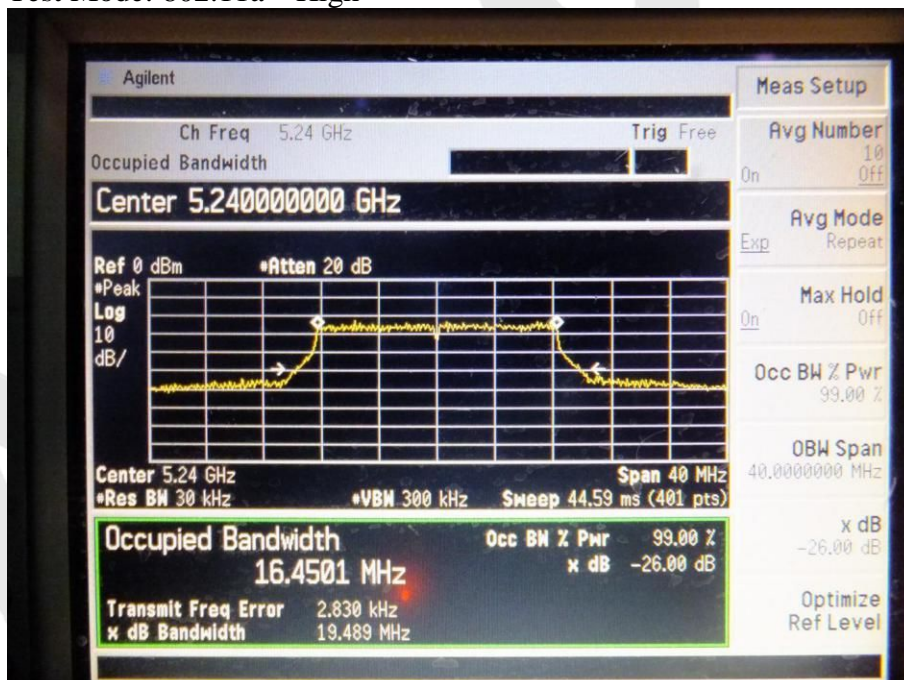 Test Mode: 802.11a - High
Agilent
Meas Setup
Ch Freq 5.24 GHz
Trig Free
Occupied Bandwidth
Avg Number
10
On Off
Center 5.240000000 GHz
Avg Mode
Exp Repeat
Ref 0 dBm
•Atten 20 dB
•Peak
Log
10
dB/
Max Hold
On Off
Occ BW % Pwr
99.00 %
OBW Span
40.0000000 MHz
Center 5.24 GHz
Span 40 MHz
•Res BW 30 kHz
•VBW 300 kHz
Sweep 44.59 ms (401 pts)
Occupied Bandwidth
16.4501 MHz
Occ BW % Pwr 99.00 %
x dB -26.00 dB
Transmit Freq Error 2.830 kHz
x dB Bandwidth 19.489 MHz
x dB
-26.00 dB
Optimize
Ref Level